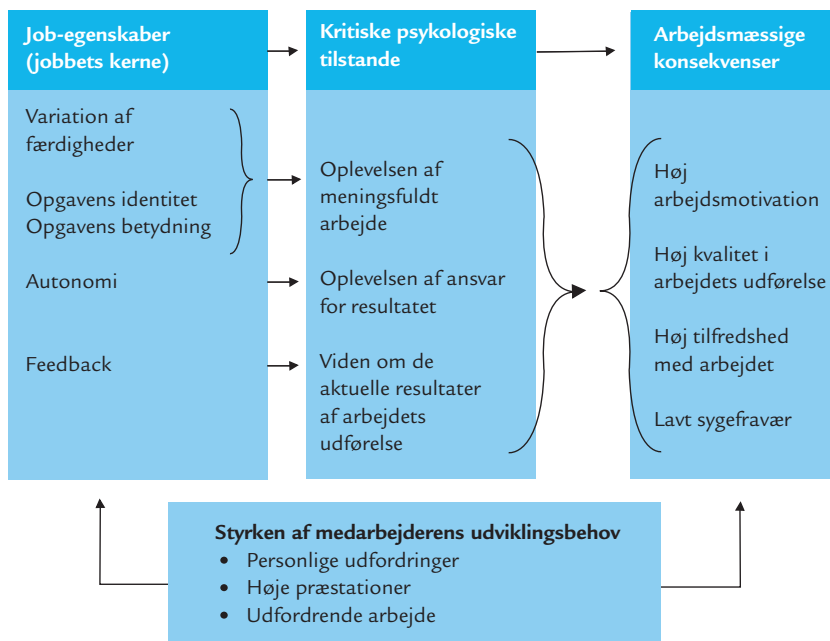 Job-egenskaber
(jobbets kerne)
Kritiske psykologiske
tilstande
Arbejdsmæssige
konsekvenser
Variation af
færdigheder
Opgavens identitet
Opgavens betydning
Autonomi
Feedback
Oplevelsen af
meningsfuldt
arbejde
Oplevelsen af ansvar
for resultatet
Viden om de
aktuelle resultater
af arbejdets
udførelse
Høj
arbejdsmotivation
Høj kvalitet i
arbejdets udførelse
Høj tilfredshed
med arbejdet
Lavt sygefravær
Styrken af medarbejderens udviklingsbehov
• Personlige udfordringer
• Høje præstationer
• Udfordrende arbejde